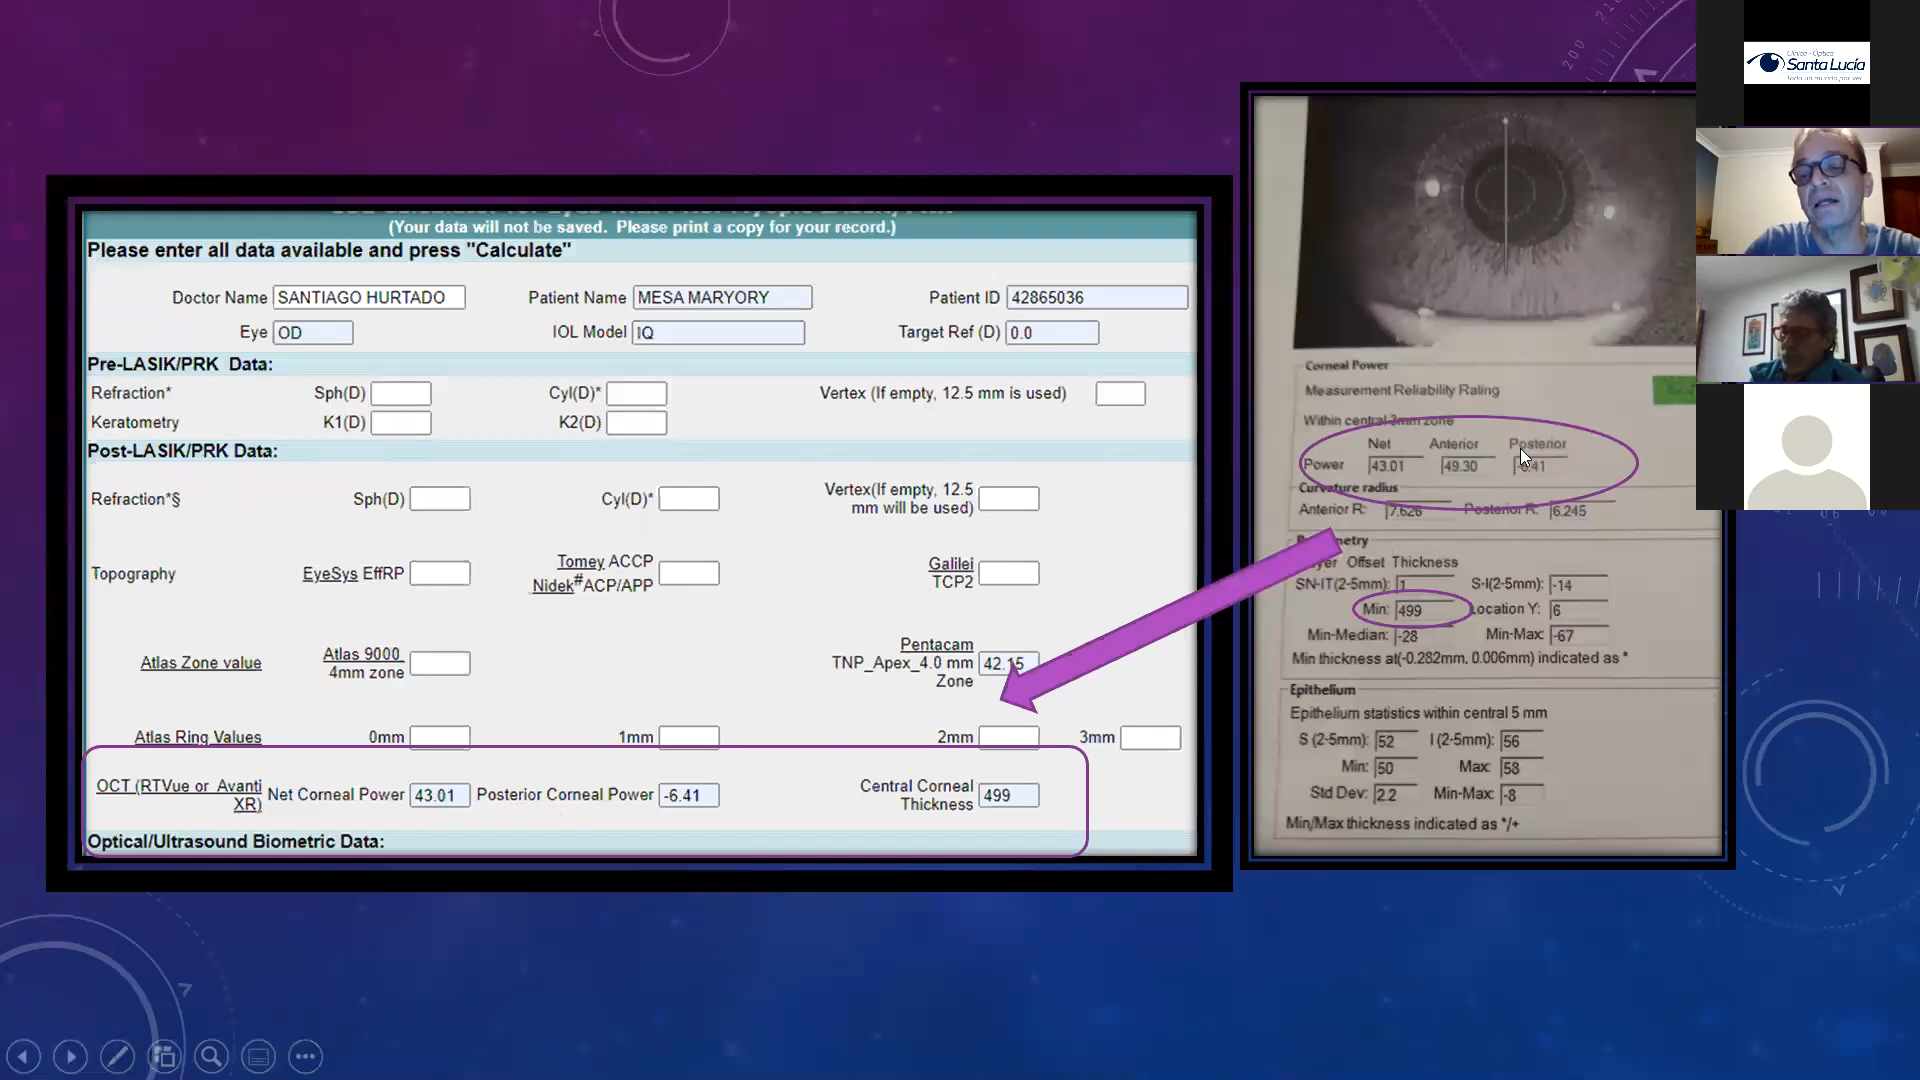 (Your data will not be saved. Please print a copy for your record.)
Please enter all data available and press "Calculate"
Doctor Name SANTIAGO HURTADO Patient Name MESA MARYORY Patient ID 42865036
Eye OD IOL Model IQ Target Ref (D) 0.0
Pre-LASIK/PRK Data:
Refraction* Sph(D) Cyl(D)* Vertex (If empty, 12.5 mm is used)
Keratometry K1(D) K2(D)
Post-LASIK/PRK Data:
Refraction*§ Sph(D) Cyl(D)* Vertex(If empty, 12.5
mm will be used)
Topography EyeSys EffRP Tomey ACCP
Nidek#ACP/APP
Galilei
TCP2
Atlas Zone value Atlas 9000
4mm zone
Pentacam
TNP_Apex_4.0 mm
Zone
42.15
Atlas Ring Values 0mm 1mm 2mm 3mm
OCT (RTVue or Avanti
XR)
Net Corneal Power 43.01 Posterior Corneal Power -6.41 Central Corneal
Thickness
499
Optical/Ultrasound Biometric Data:
Corneal Power
Measurement Reliability Rating
Within central 3mm zone
Net Anterior Posterior
Power 43.01 49.30 41
Curvature radius
Anterior R: 7.626 Posterior R: 6.245
Offset Thickness
SN-IT(2-5mm): 1 S-I(2-5mm): -14
Min: 499 Location Y: 6
Min-Median: -28 Min-Max: -67
Min thickness at(-0.282mm, 0.006mm) indicated as *
Epithelium
Epithelium statistics within central 5 mm
S (2-5mm): 52 I (2-5mm): 56
Min: 50 Max: 58
Std Dev: 2.2 Min-Max: -8
Min/Max thickness indicated as */+
Clínica - Óptica
Santa Lucía
Todo un mundo por ver
200